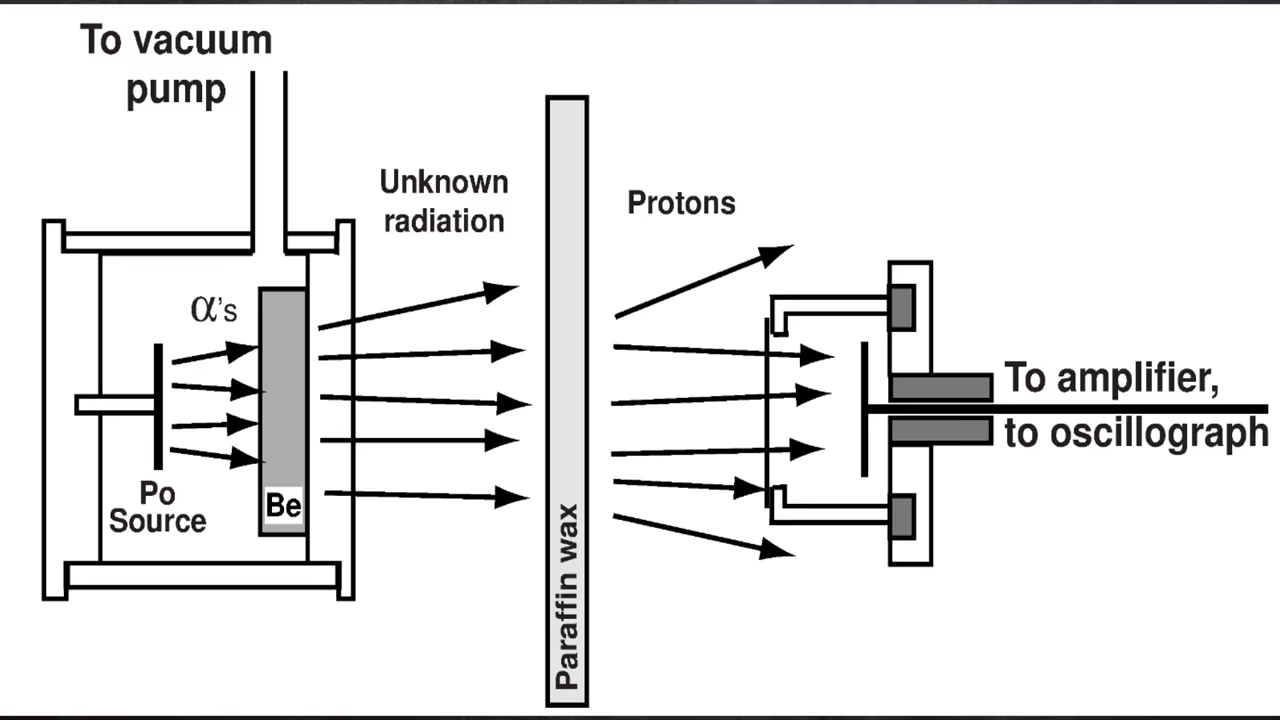 To vacuum
pump
Unknown
radiation
Protons
α's
Po
Source
Be
Paraffin wax
To amplifier,
to oscillograph